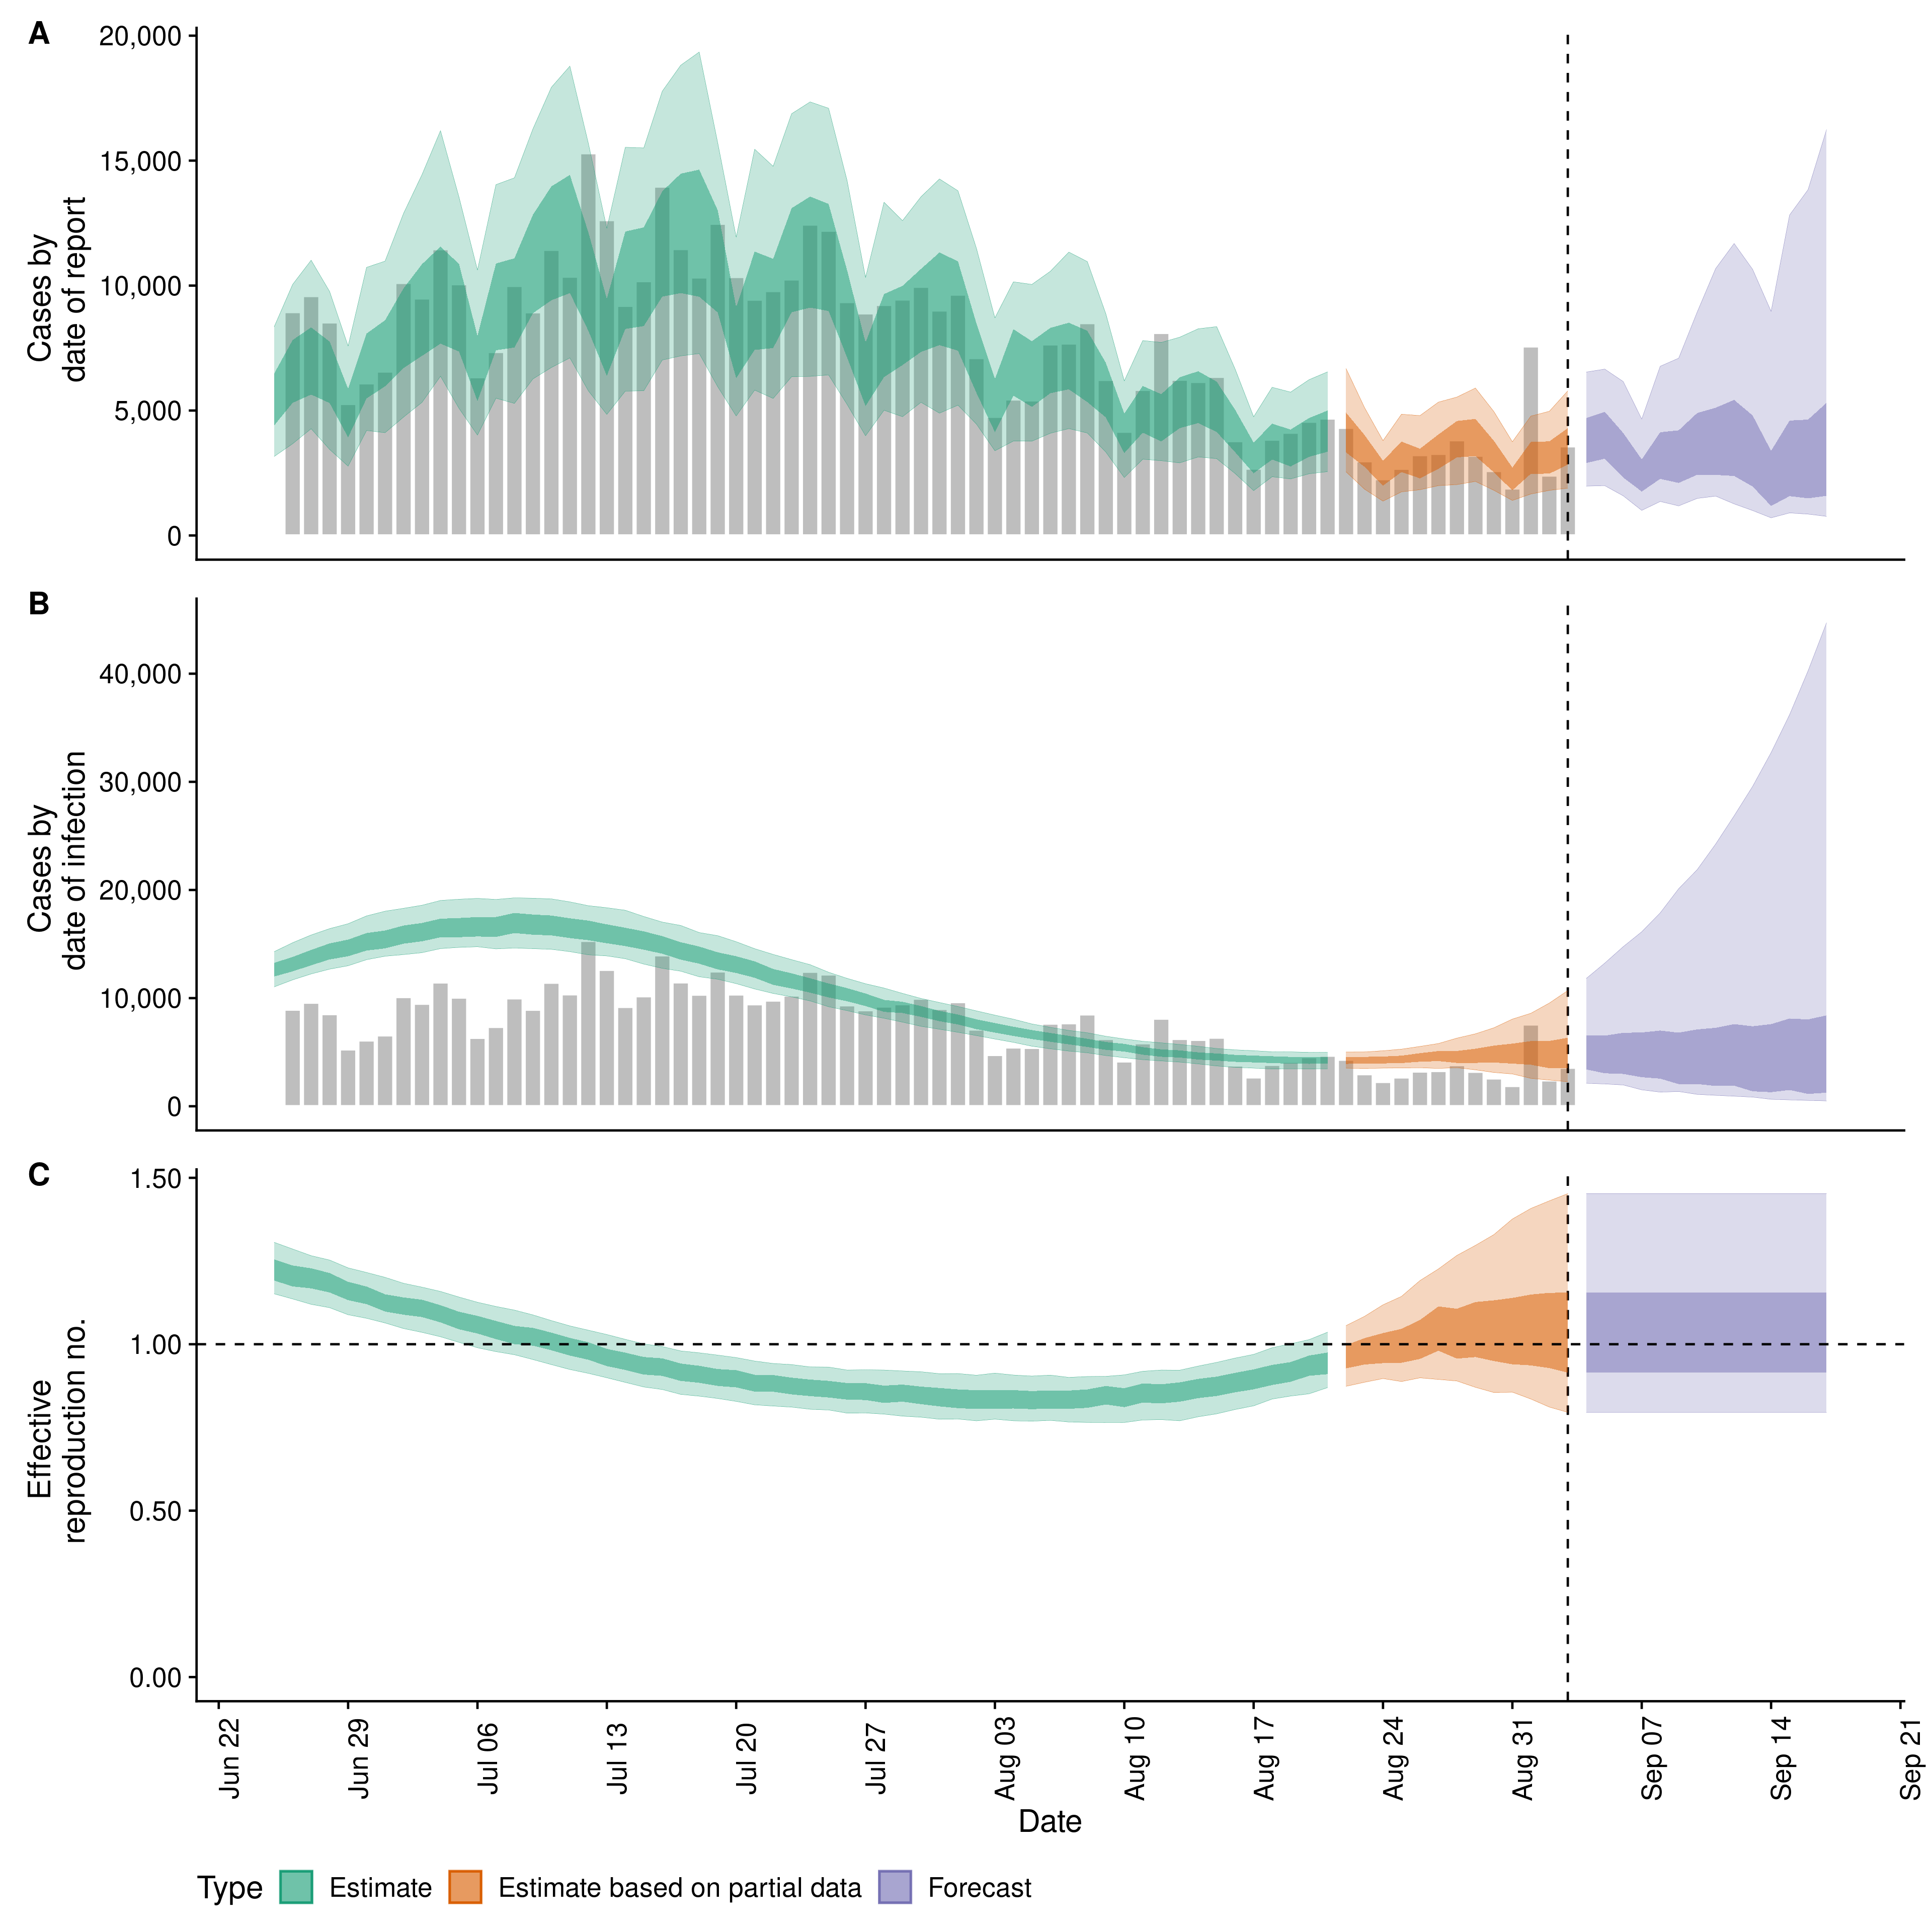 A
Cases by
date of report
20,000
15,000
10,000
5,000
0
B
Cases by
date of infection
40,000
30,000
20,000
10,000
0
C
Effective
reproduction no.
1.50
1.00
0.50
0.00
Jun 22
Jun 29
Jul 06
Jul 13
Jul 20
Jul 27
Aug 03
Aug 10
Aug 17
Aug 24
Aug 31
Sep 07
Sep 14
Sep 21
Date
Type Estimate Estimate based on partial data Forecast